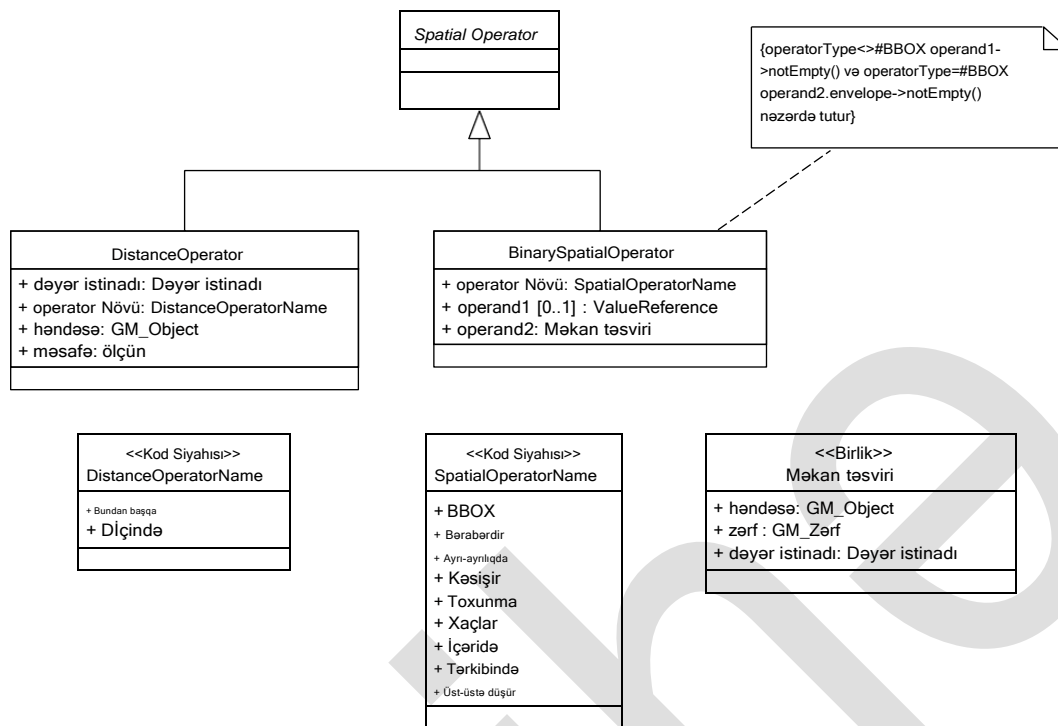 Spatial Operator
{operatorType<>#BBOX operand1-
>notEmpty() və operatorType=#BBOX
operand2.envelope->notEmpty()
nəzərdə tutur}
DistanceOperator
+ dəyər istinadı: Dəyər istinadı
+ operator Növü: DistanceOperatorName
+ həndəsə: GM_Object
+ məsafə: ölçün
BinarySpatialOperator
+ operator Növü: SpatialOperatorName
+ operand1 [0..1] : ValueReference
+ operand2: Məkan təsviri
<<Kod Siyahısı>>
DistanceOperatorName
+ Bundan başqa
+ Dİçində
<<Kod Siyahısı>>
SpatialOperatorName
+ BBOX
+ Bərabərdir
+ Ayrı-ayrılıqda
+ Kəsişir
+ Toxunma
+ Xaçlar
+ İçəridə
+ Tərkibində
+ Üst-üstə düşür
<<Birlik>>
Məkan təsviri
+ həndəsə: GM_Object
+ zərf : GM_Zərf
+ dəyər istinadı: Dəyər istinadı